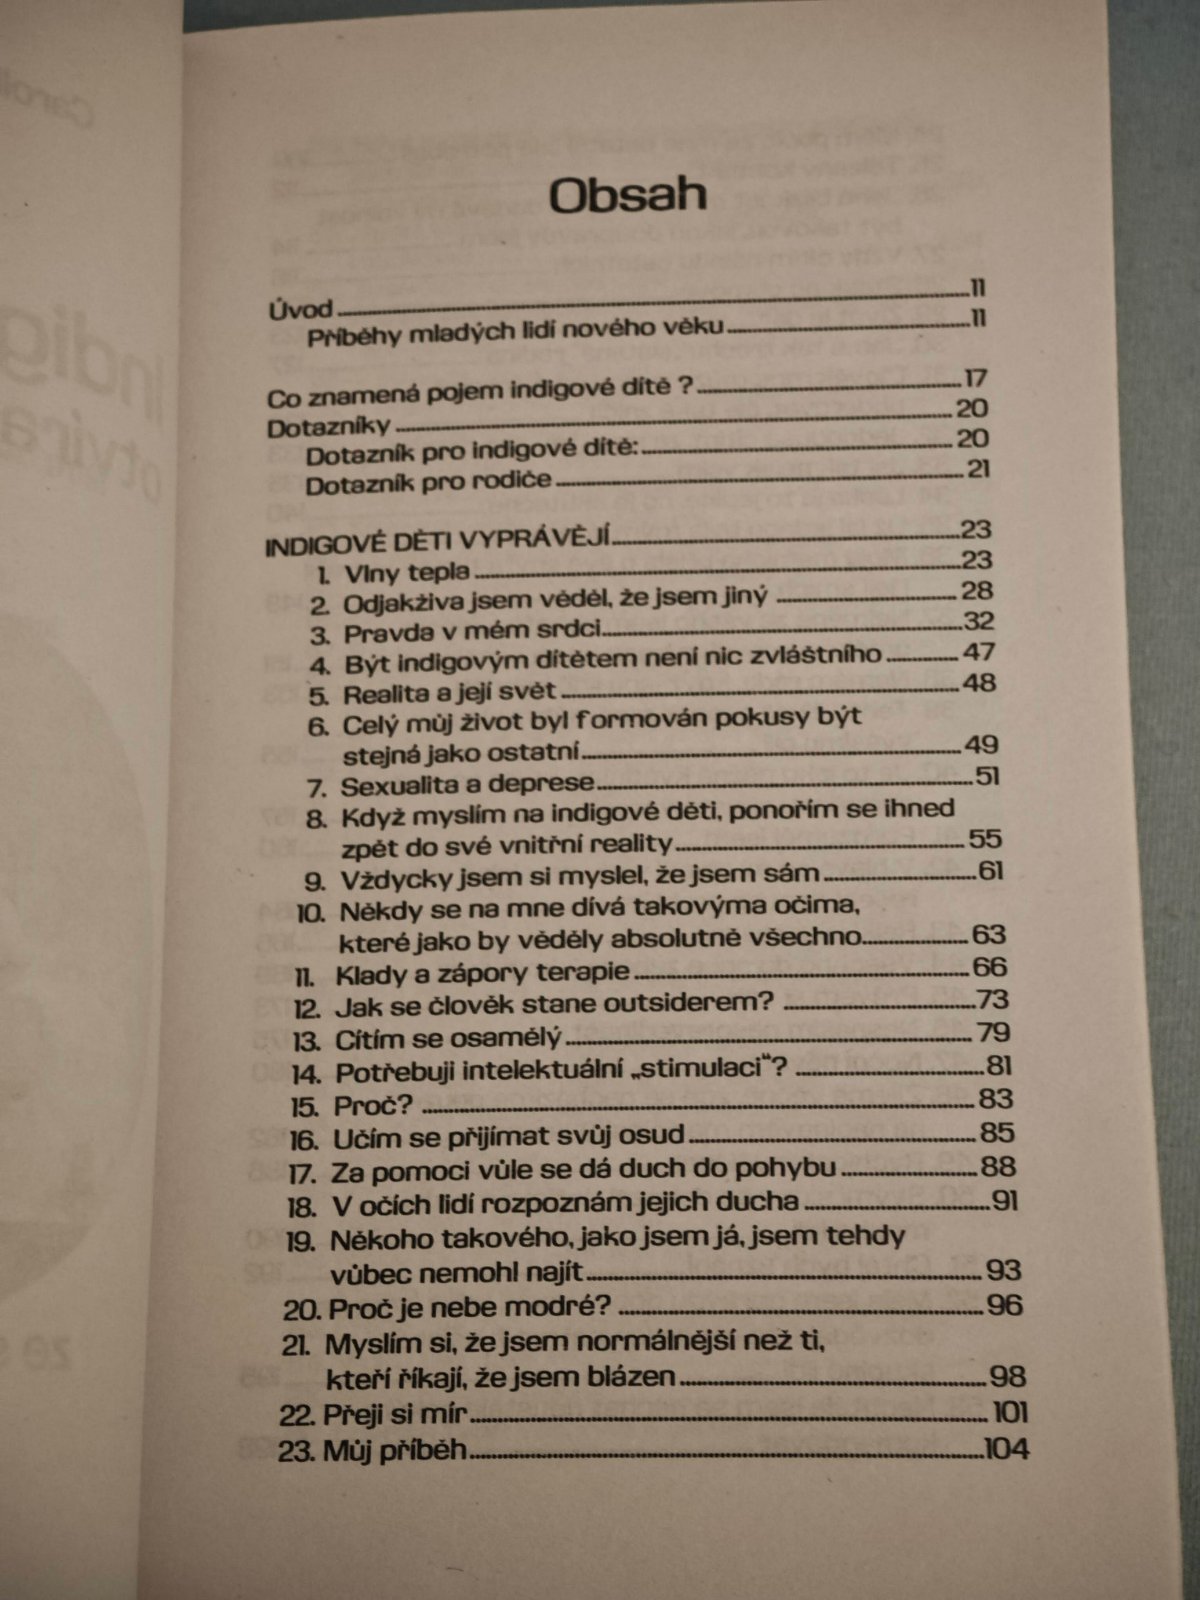 Obsah
Úvod 11
Příběhy mladých lidí nového věku 11
Co znamená pojem indigové dítě ? 17
Dotazníky 20
Dotazník pro indigové dítě: 20
Dotazník pro rodiče 21
INDIGOVÉ DĚTI VYPRÁVĚJÍ 23
1. Vlny tepla 23
2. Odjakživa jsem věděl, že jsem jiný 28
3. Pravda v mém srdci 32
4. Být indigovým dítětem není nic zvláštního 47
5. Realita a její svět 48
6. Celý můj život byl formován pokusy být
stejná jako ostatní 49
7. Sexualita a deprese 51
8. Když myslím na indigové děti, ponořím se ihned
zpět do své vnitřní reality 55
9. Vždycky jsem si myslel, že jsem sám 61
10. Někdy se na mne dívá takovýma očima,
které jako by věděly absolutně všechno 63
11. Klady a zápory terapie 66
12. Jak se člověk stane outsiderem? 73
13. Cítím se osamělý 79
14. Potřebuji intelektuální „stimulaci“? 81
15. Proč? 83
16. Učím se přijímat svůj osud 85
17. Za pomoci vůle se dá duch do pohybu 88
18. V očích lidí rozpoznám jejich ducha 91
19. Někoho takového, jako jsem já, jsem tehdy
vůbec nemohl najít 93
20. Proč je nebe modré? 96
21. Myslím si, že jsem normálnější než ti,
kteří říkají, že jsem blázen 98
22. Přeji si mír 101
23. Můj příběh 104